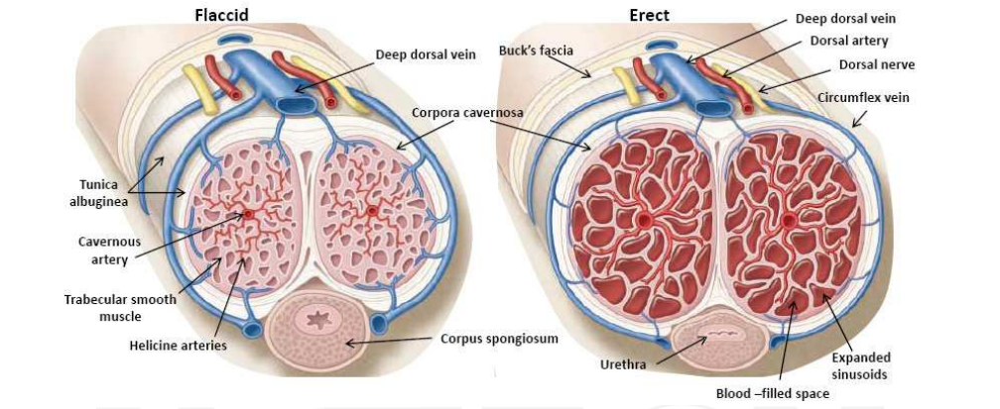 Flaccid
Erect
Deep dorsal vein
Corpora cavernosa
Tunica
albuginea
Cavernous
artery
Trabecular smooth
muscle
Helicine arteries
Corpus spongiosum
Buck's fascia
Deep dorsal vein
Dorsal artery
Dorsal nerve
Circumflex vein
Urethra
Expanded
sinusoids
Blood –filled space